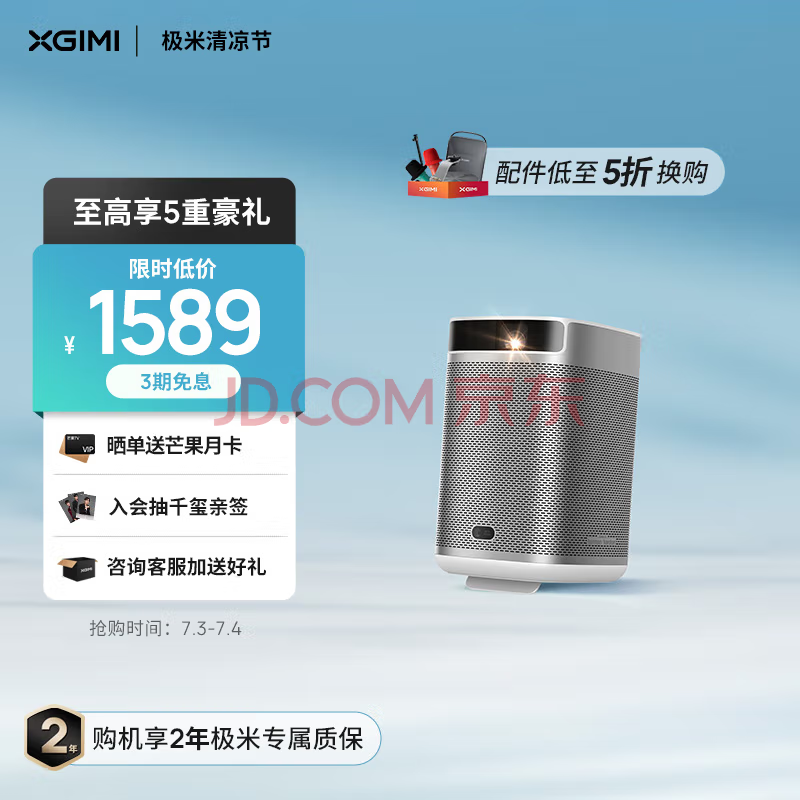 XGIMI | 极米清凉节
配件低至5折换购
XGIMI XGIMI
至高享5重豪礼
限时低价
¥1589
3期免息
JD.COM 京东
VIP
晒单送芒果月卡
入会抽千玺亲签
XGIMI
咨询客服加送好礼
抢购时间：7.3-7.4
2年
购机享2年极米专属质保